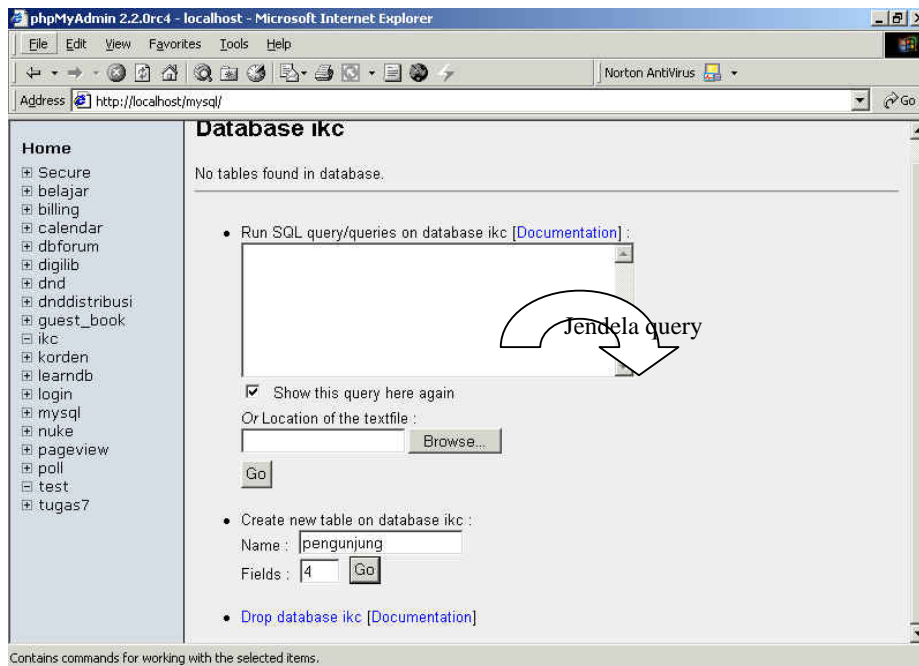 phpMyAdmin 2.2.0rc4 - localhost - Microsoft Internet Explorer
File Edit View Favorites Tools Help
Norton AntiVirus
Address http://localhost/mysql/ Go
Home
Secure
belajar
billing
calendar
dbforum
digilib
dnd
dnddistribusi
guest_book
ikc
korden
learndb
login
mysql
nuke
pageview
poll
test
tugas7
Database ikc
No tables found in database.
Run SQL query/queries on database ikc [Documentation] :
Jendela query
Show this query here again
Or Location of the textfile :
Browse...
Go
Create new table on database ikc :
Name : pengunjung
Fields : 4 Go
Drop database ikc [Documentation]
Contains commands for working with the selected items.